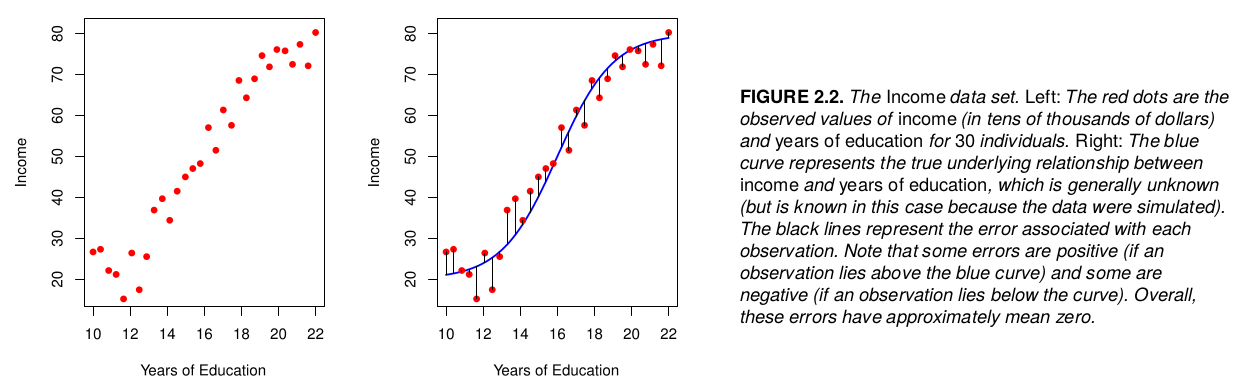 80
70
60
50
40
30
20
Income
10 12 14 16 18 20 22
Years of Education
80
70
60
50
40
30
20
Income
10 12 14 16 18 20 22
Years of Education
FIGURE 2.2. The Income data set. Left: The red dots are the
observed values of income (in tens of thousands of dollars)
and years of education for 30 individuals. Right: The blue
curve represents the true underlying relationship between
income and years of education, which is generally unknown
(but is known in this case because the data were simulated).
The black lines represent the error associated with each
observation. Note that some errors are positive (if an
observation lies above the blue curve) and some are
negative (if an observation lies below the curve). Overall,
these errors have approximately mean zero.